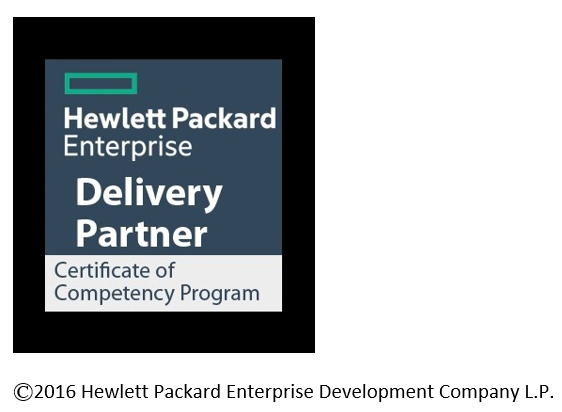 Hewlett Packard
Enterprise
Delivery
Partner
Certificate of
Competency Program
©2016 Hewlett Packard Enterprise Development Company L.P.